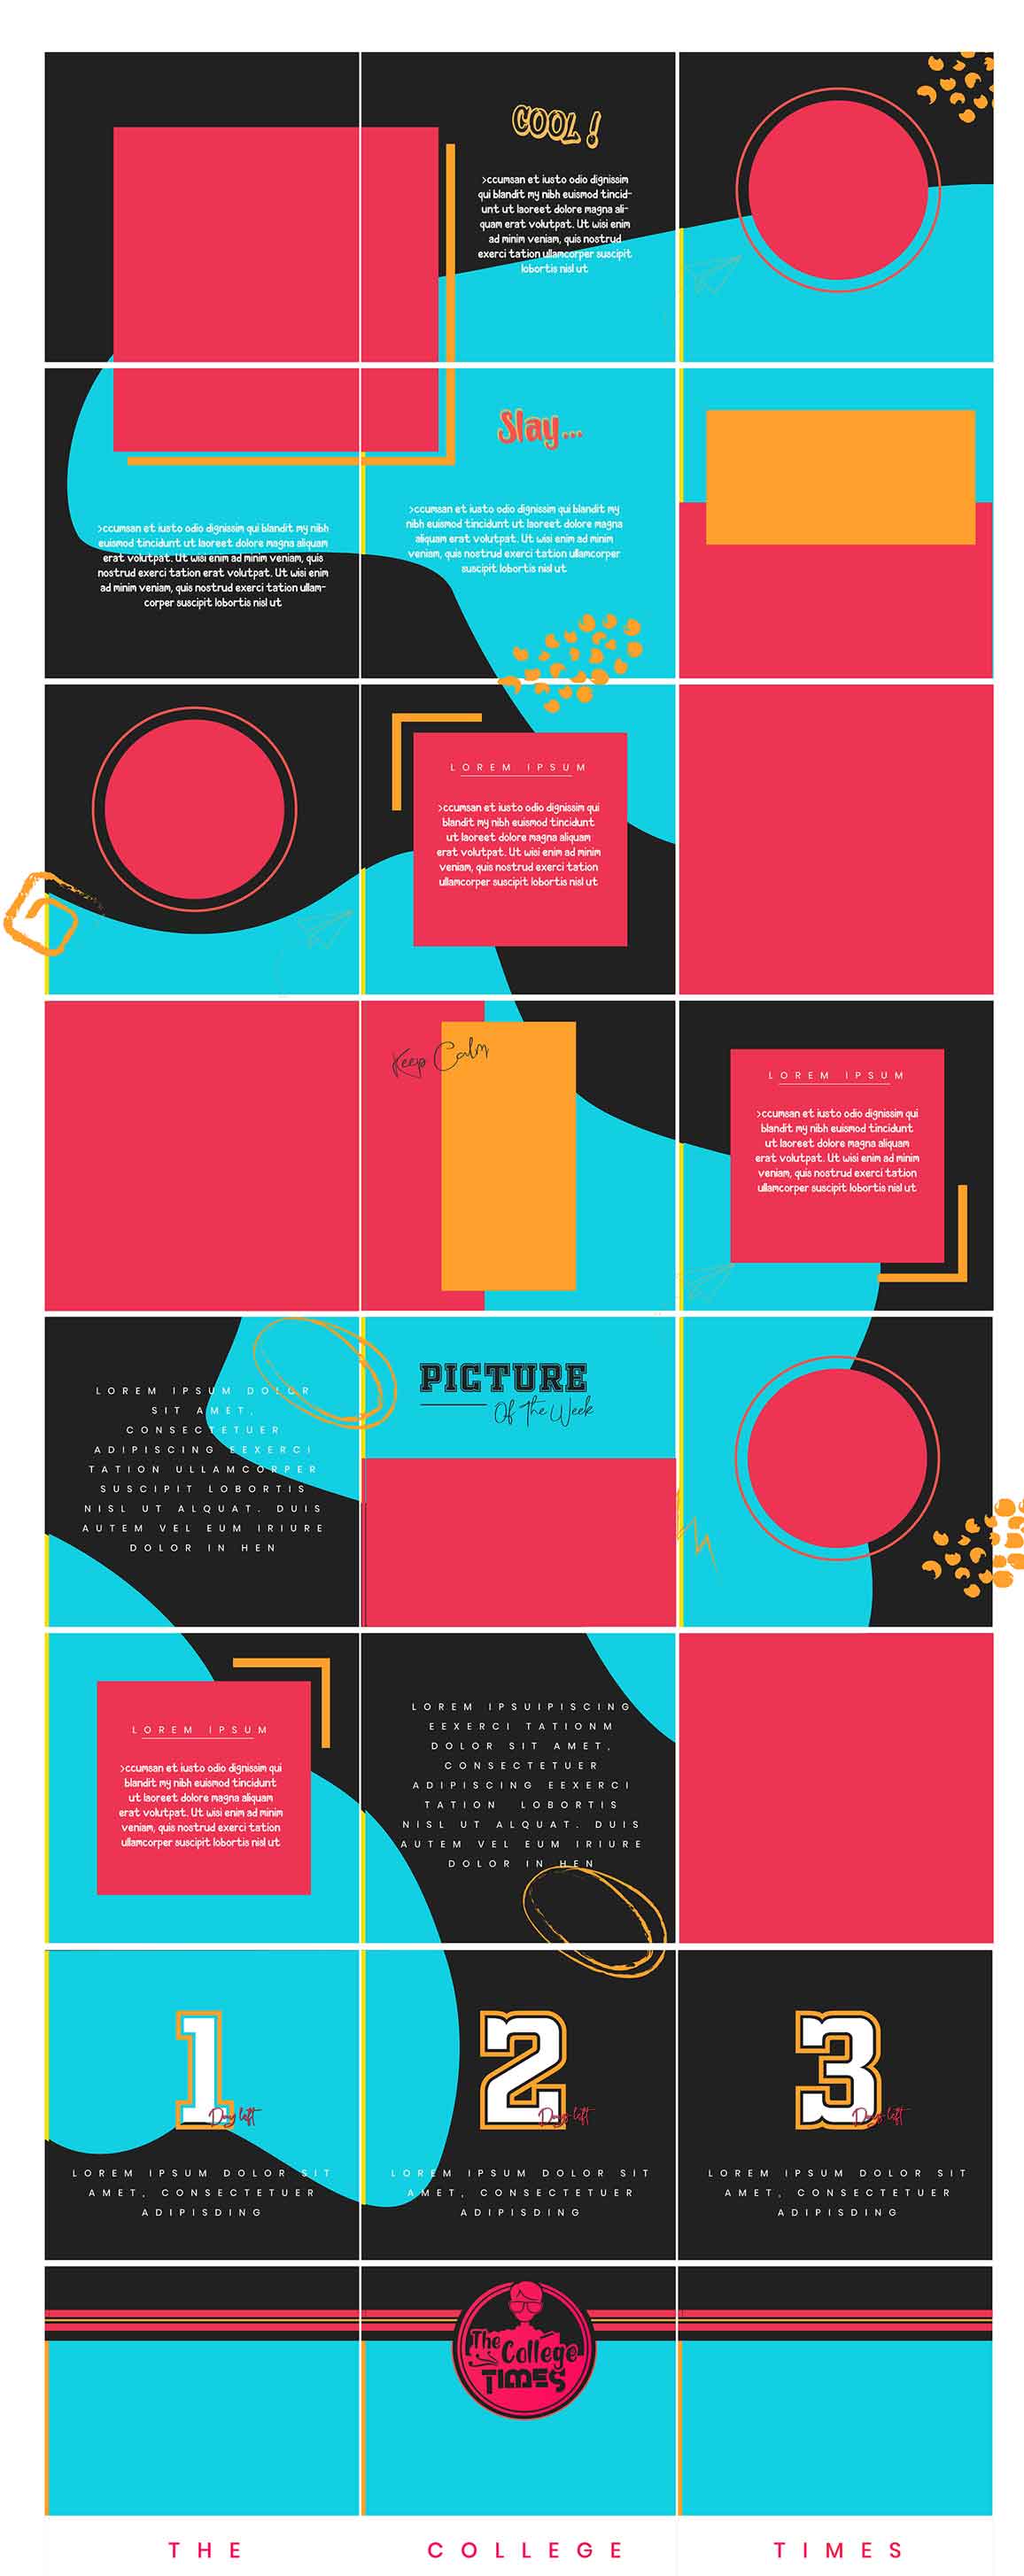 COOL !
>ccumsan et iusto odio dignissim
qui blandit my nibh euismod tincid-
unt ut laoreet dolore magna ali-
quam erat volutpat. Ut wisi enim
ad minim veniam, quis nostrud
exerci tation ullamcorper suscipit
lobortis nisl ut
Slay...
>ccumsan et iusto odio dignissim qui blandit my nibh
euismod tincidunt ut laoreet dolore magna aliquam
erat volutpat. Ut wisi enim ad minim veniam, quis
nostrud exerci tation erat volutpat. Ut wisi enim
ad minim veniam, quis nostrud exerci tation ullam-
corper suscipit lobortis nisl ut
>ccumsan et iusto odio dignissim qui blandit my
nibh euismod tincidunt ut laoreet dolore magna
aliquam erat volutpat. Ut wisi enim ad minim
veniam, quis nostrud exerci tation ullamcorper
suscipit lobortis nisl ut
LOREM IPSUM
>ccumsan et iusto odio dignissim qui
blandit my nibh euismod tincidunt
ut laoreet dolore magna aliquam
erat volutpat. Ut wisi enim ad minim
veniam, quis nostrud exerci tation
ullamcorper suscipit lobortis nisl ut
Keep Calm
LOREM IPSUM
>ccumsan et iusto odio dignissim qui
blandit my nibh euismod tincidunt
ut laoreet dolore magna aliquam
erat volutpat. Ut wisi enim ad minim
veniam, quis nostrud exerci tation
ullamcorper suscipit lobortis nisl ut
LOREM IPSUM DOLOR
SIT AMET,
CONSECTETUER
ADIPISCING EEXERCI
TATION ULLAMCORPER
SUSCIPIT LOBORTIS
NISL UT ALQUAT. DUIS
AUTEM VEL EUM IRIURE
DOLOR IN HEN
PICTURE
Of The Week
LOREM IPSUM
>ccumsan et iusto odio dignissim qui
blandit my nibh euismod tincidunt
ut laoreet dolore magna aliquam
erat volutpat. Ut wisi enim ad minim
veniam, quis nostrud exerci tation
ullamcorper suscipit lobortis nisl ut
LOREM IPSUIPISCING
EEXERCI TATIONM
DOLOR SIT AMET,
CONSECTETUER
ADIPISCING EEXERCI
TATION LOBORTIS
NISL UT ALQUAT. DUIS
AUTEM VEL EUM IRIURE
DOLOR IN HEN
1
Day left
LOREM IPSUM DOLOR SIT
AMET, CONSECTETUER
ADIPISDING
2
Days left
LOREM IPSUM DOLOR SIT
AMET, CONSECTETUER
ADIPISDING
3
Days left
LOREM IPSUM DOLOR SIT
AMET, CONSECTETUER
ADIPISDING
The
College
TIMES
THE COLLEGE TIMES